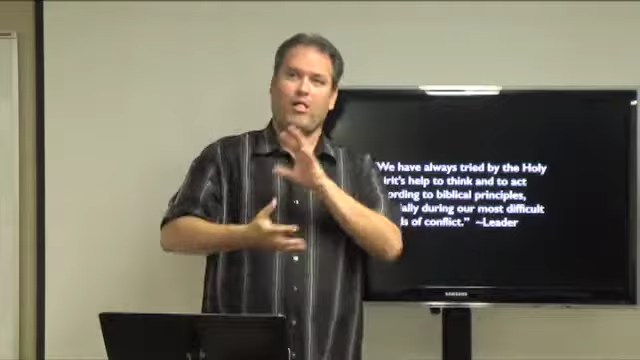 "We have always tried by the Holy
irit's help to think and to act
ording to biblical principles,
ially during our most difficult
ds of conflict." ~Leader
SAMSUNG